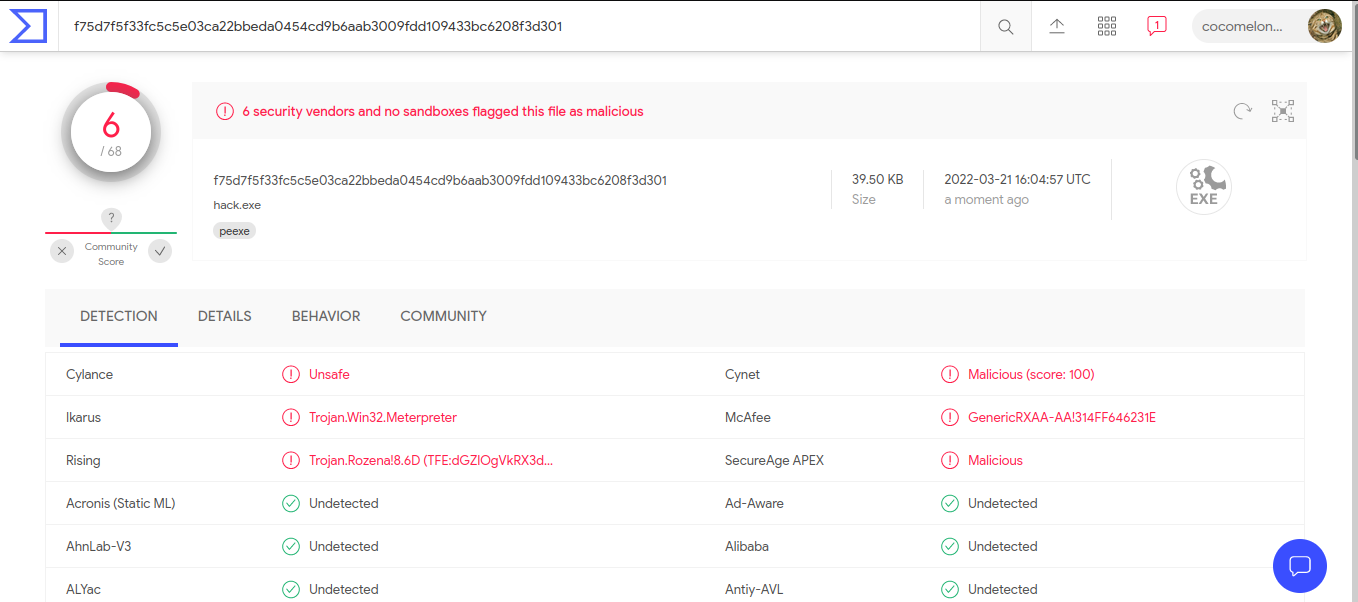 f75d7f5f33fc5c5e03ca22bbeda0454cd9b6aab3009fdd109433bc6208f3d301
1
cocomelon...
6
/ 68
6 security vendors and no sandboxes flagged this file as malicious
f75d7f5f33fc5c5e03ca22bbeda0454cd9b6aab3009fdd109433bc6208f3d301
hack.exe
peexe
39.50 KB
Size
2022-03-21 16:04:57 UTC
a moment ago
EXE
?
Community
Score
DETECTION DETAILS BEHAVIOR COMMUNITY
Cylance Unsafe Cynet Malicious (score: 100)
Ikarus Trojan.Win32.Meterpreter McAfee GenericRXAA-AA!314FF646231E
Rising Trojan.Rozena!8.6D (TFE:dGZlOgVkRX3d... SecureAge APEX Malicious
Acronis (Static ML) Undetected Ad-Aware Undetected
AhnLab-V3 Undetected Alibaba Undetected
ALYac Undetected Antiy-AVL Undetected